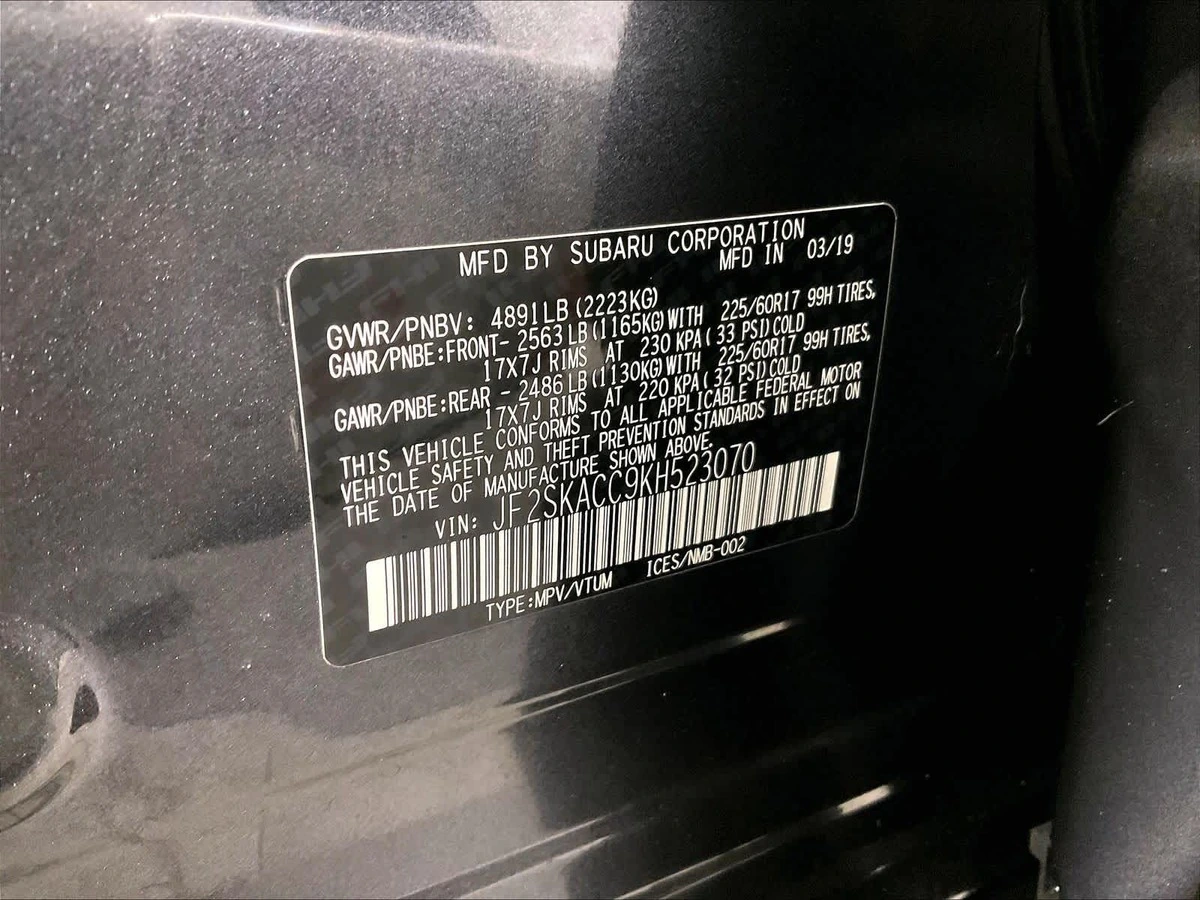 MFD BY SUBARU CORPORATION
MFD IN 03/19
GVWR/PNBV: 4891LB(2223KG)
GAWR/PNBE:FRONT- 2563LB(1165KG)WITH 225/60R17 99H TIRES,
17X7J RIMS AT 230 KPA(33 PSI)COLD
GAWR/PNBE:REAR - 2486LB(1130KG)WITH 225/60R17 99H TIRES,
17X7J RIMS AT 220 KPA(32 PSI)COLD
THIS VEHICLE CONFORMS TO ALL APPLICABLE FEDERAL MOTOR
VEHICLE SAFETY AND THEFT PREVENTION STANDARDS IN EFFECT ON
THE DATE OF MANUFACTURE SHOWN ABOVE.
VIN: JF2SKACC9KH523070
TYPE:MPV/VTUM ICES/NMB-002